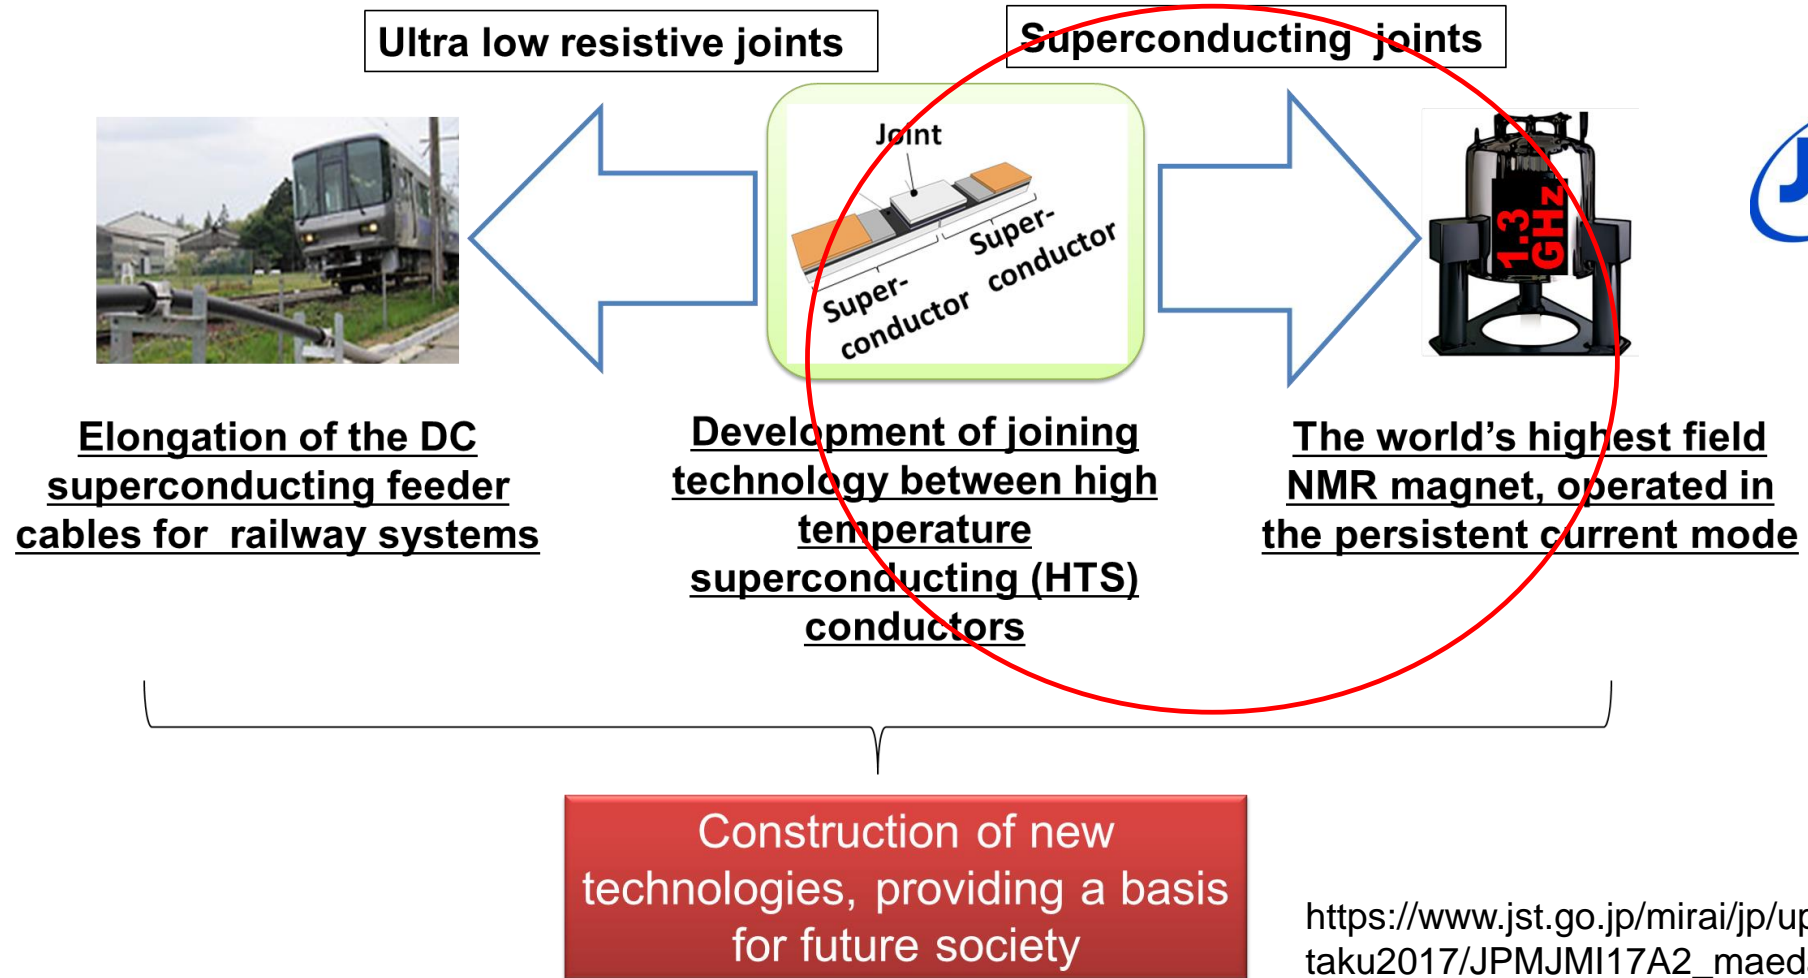 Ultra low resistive joints
Superconducting joints
Joint
Super-
conductor
Super-
conductor
1.3
GHz
J
Elongation of the DC
superconducting feeder
cables for railway systems
Development of joining
technology between high
temperature
superconducting (HTS)
conductors
The world's highest field
NMR magnet, operated in
the persistent current mode
Construction of new
technologies, providing a basis
for future society
https://www.jst.go.jp/mirai/jp/up
taku2017/JPMJMI17A2_maed